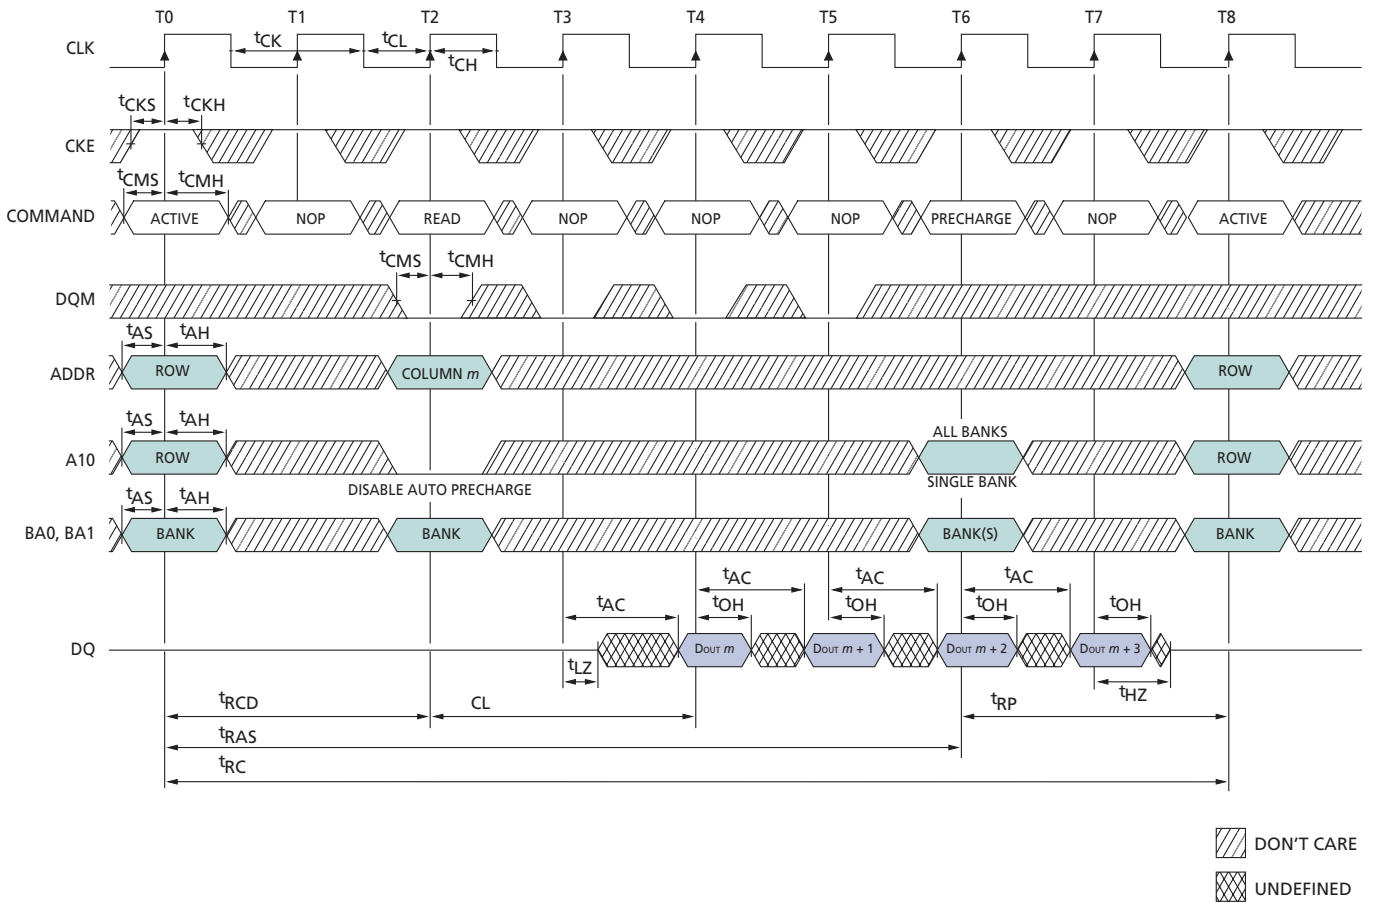 T0 T1 T2 T3 T4 T5 T6 T7 T8
CLK
tCK tCL
tCH
tCKS tCKH
CKE
tCMS tCMH
COMMAND ACTIVE NOP READ NOP NOP NOP PRECHARGE NOP ACTIVE
tCMS tCMH
DQM
tAS tAH
ADDR ROW COLUMN m ROW
tAS tAH
ALL BANKS
A10 ROW ROW
DISABLE AUTO PRECHARGE
SINGLE BANK
tAS tAH
BA0, BA1 BANK BANK BANK(S) BANK
tAC tAC tAC
tAC tOH tOH tOH tOH
DQ DOUT m DOUT m + 1 DOUT m + 2 DOUT m + 3
tLZ
tHZ
tRCD CL tRP
tRAS
tRC
DON'T CARE
UNDEFINED